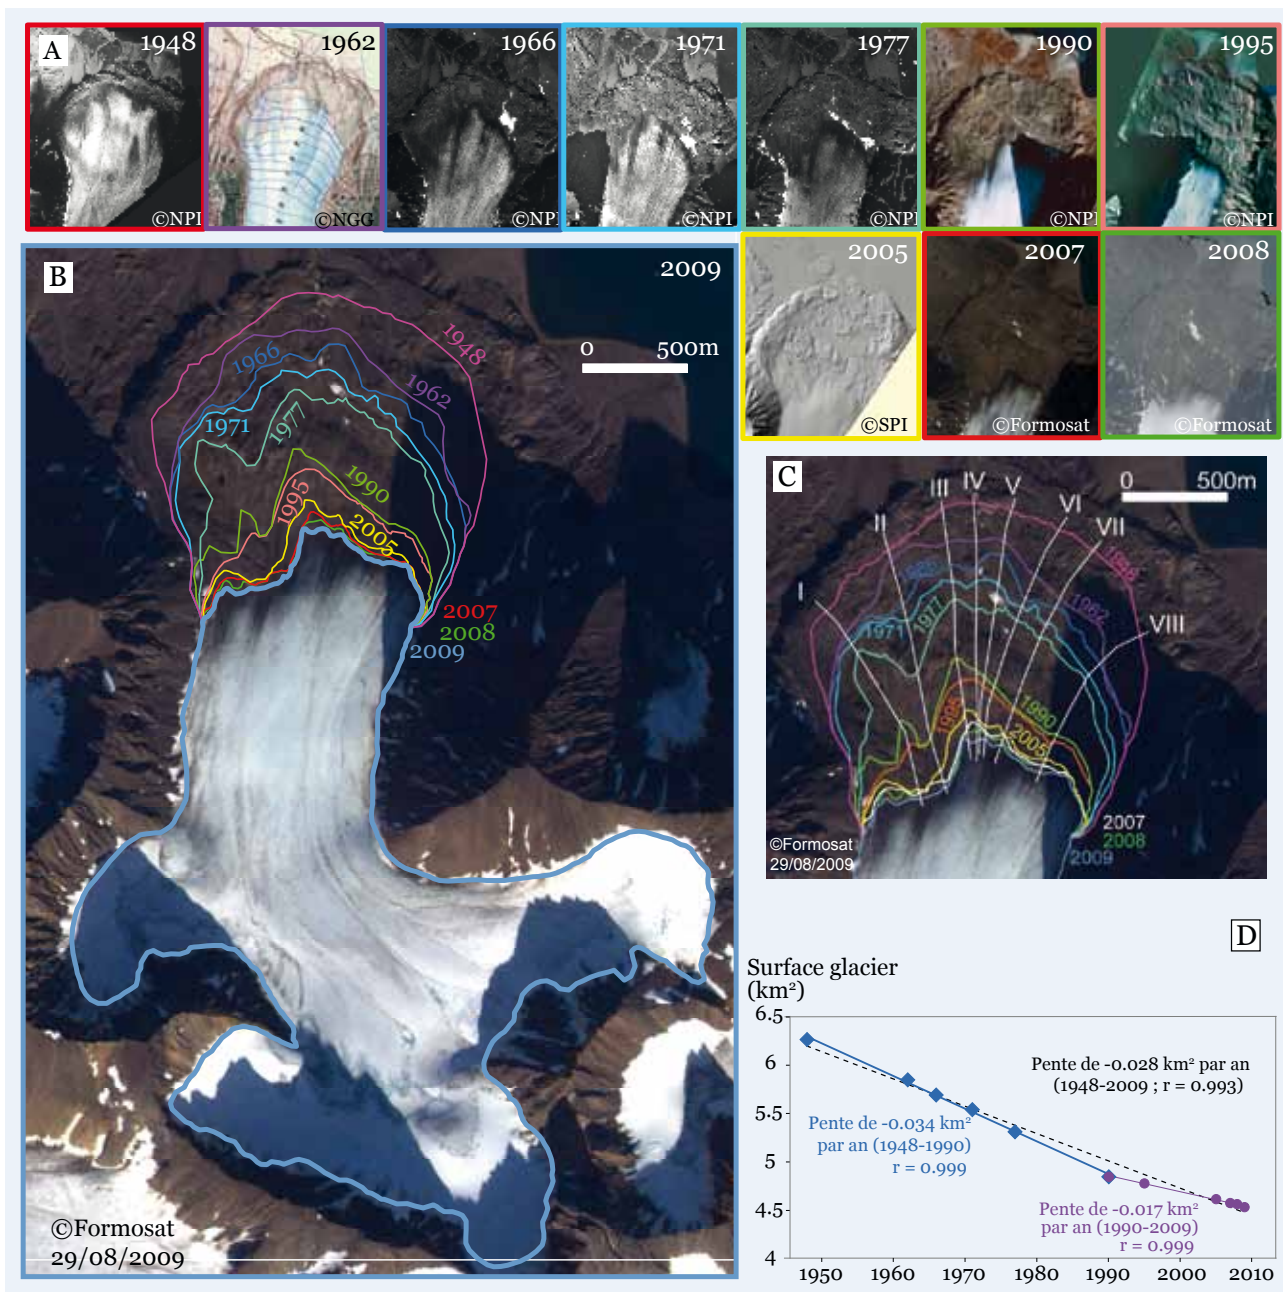 A
1948
©NPI
1962
©NGG
1966
©NPI
1971
©NPI
1977
©NPI
1990
©NPI
1995
©NPI
2005
©SPI
2007
©Formosat
2008
©Formosat
B
2009
0 500m
1948
1966
1962
1971
1977
1990
1995
2005
2007
2008
2009
©Formosat
29/08/2009
C
0 500m
I
II
III
IV
V
VI
VII
VIII
1948
1962
1971
1977
1990
1995
2005
2007
2008
2009
©Formosat
29/08/2009
D
Surface glacier
(km²)
6.5
6
5.5
5
4.5
4
Pente de -0.028 km² par an
(1948-2009 ; r = 0.993)
Pente de -0.034 km²
par an (1948-1990)
r = 0.999
Pente de -0.017 km²
par an (1990-2009)
r = 0.999
1950 1960 1970 1980 1990 2000 2010